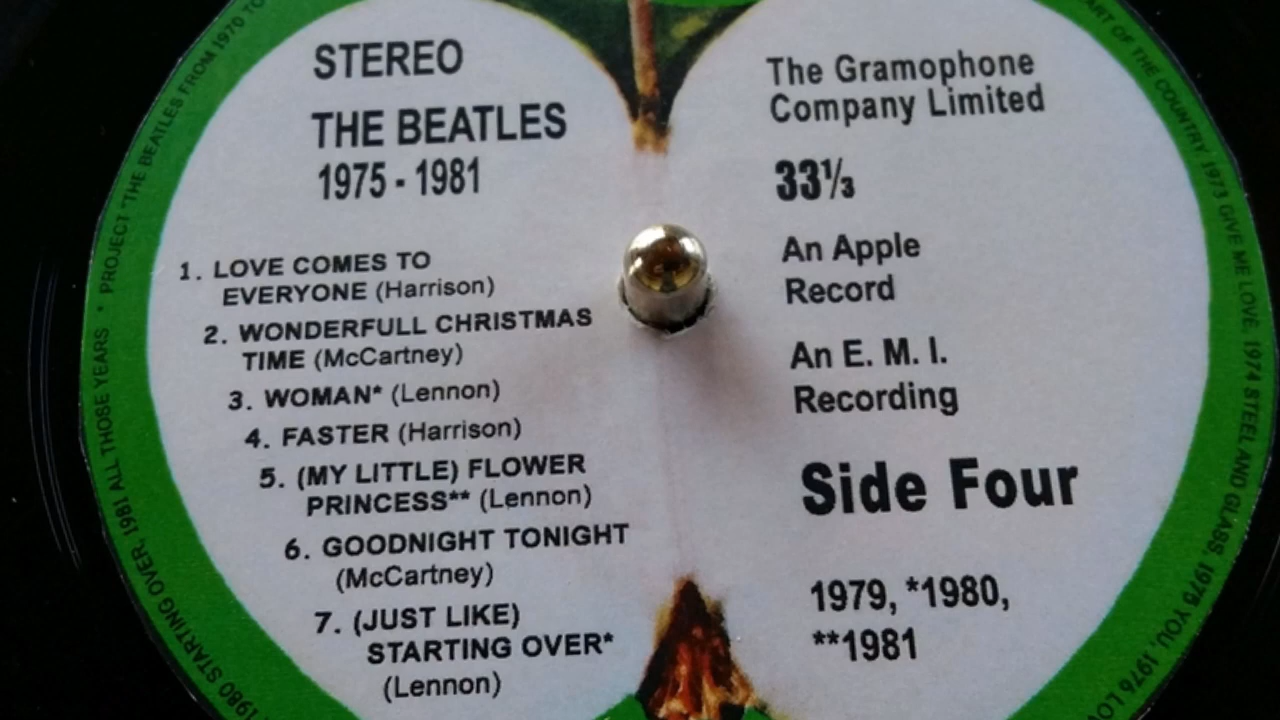 STEREO
THE BEATLES
1975 - 1981
1. LOVE COMES TO
EVERYONE (Harrison)
2. WONDERFULL CHRISTMAS
TIME (McCartney)
3. WOMAN* (Lennon)
4. FASTER (Harrison)
5. (MY LITTLE) FLOWER
PRINCESS** (Lennon)
6. GOODNIGHT TONIGHT
(McCartney)
7. (JUST LIKE)
STARTING OVER*
(Lennon)
The Gramophone
Company Limited
33⅓
An Apple
Record
An E. M. I.
Recording
Side Four
1979, *1980,
**1981
1980 STARTING OVER, 1981 ALL THOSE YEARS • PROJECT "THE BEATLES FROM 1970 TO
OF THE COUNTRY, 1973 GIVE ME LOVE, 1974 STEEL AND GLASS, 1975 YOU, 1976